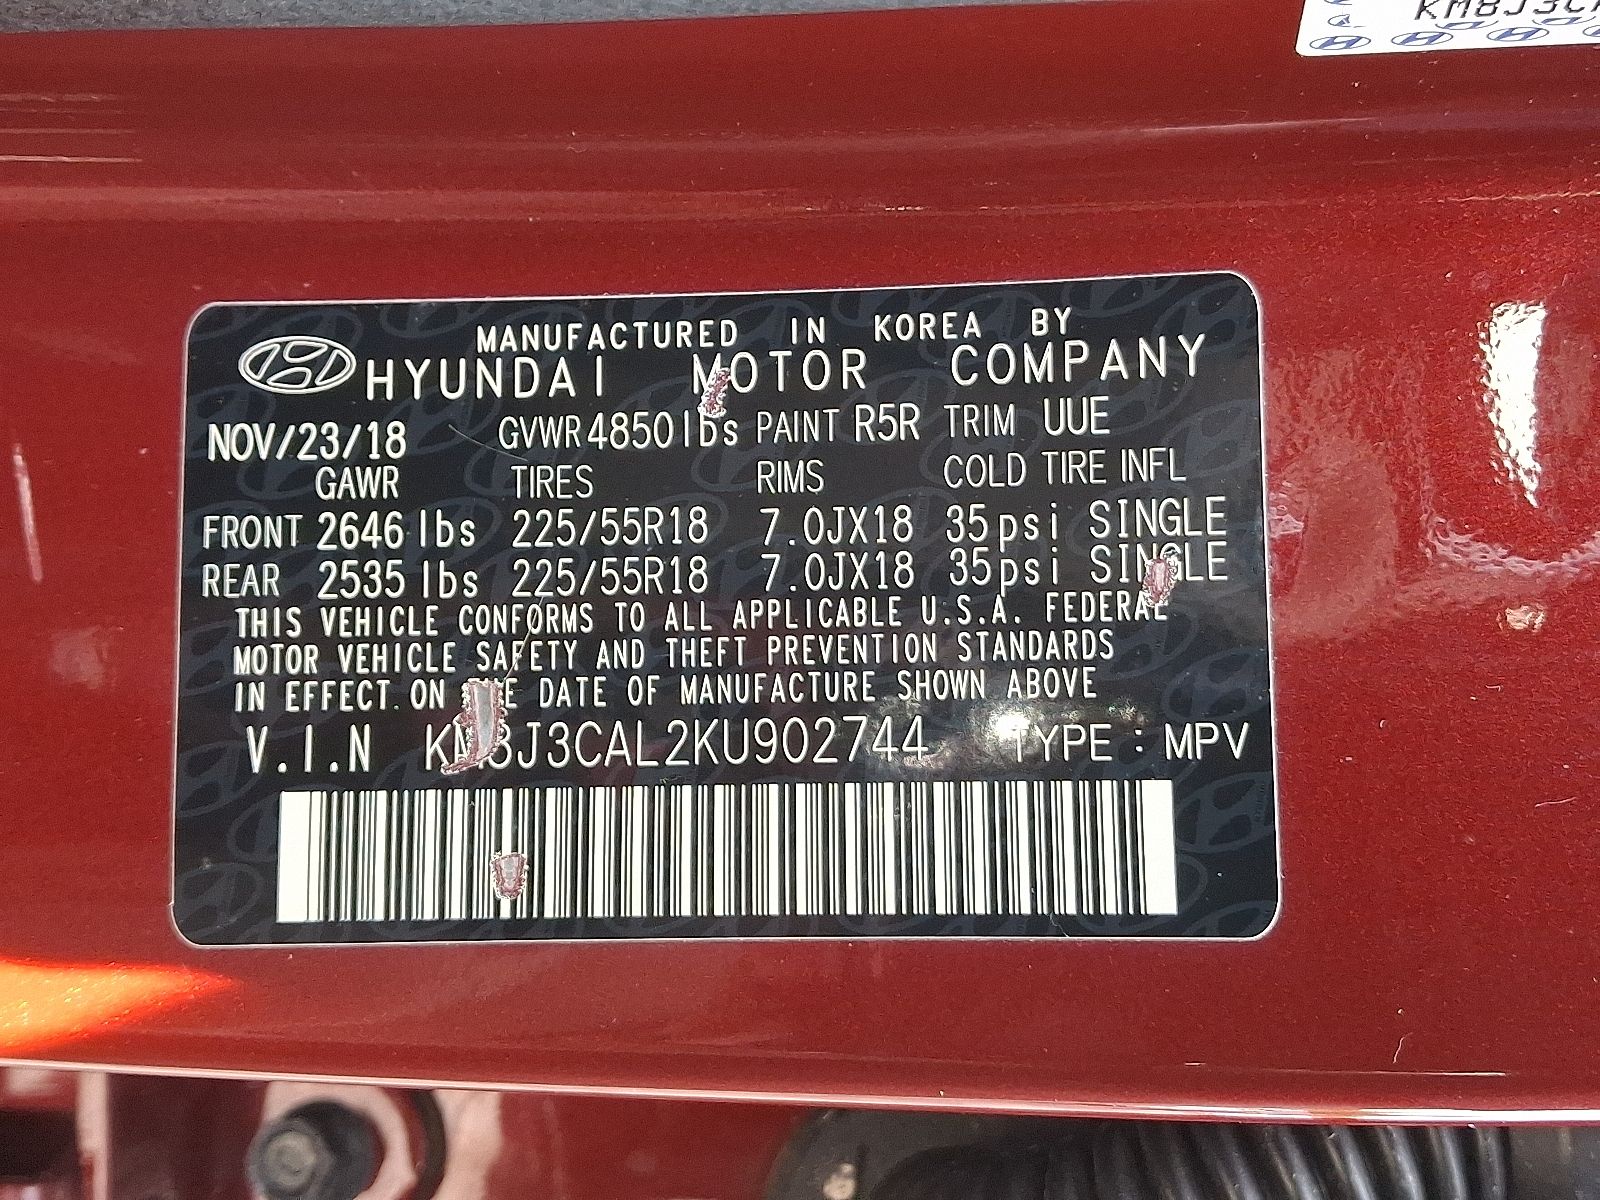 KM8J3C
MANUFACTURED IN KOREA BY
HYUNDAI MOTOR COMPANY
NOV/23/18 GVWR 4850lbs PAINT R5R TRIM UUE
GAWR TIRES RIMS COLD TIRE INFL
FRONT 2646 lbs 225/55R18 7.0JX18 35psi SINGLE
REAR 2535 lbs 225/55R18 7.0JX18 35psi SINGLE
THIS VEHICLE CONFORMS TO ALL APPLICABLE U.S.A. FEDERAL
MOTOR VEHICLE SAFETY AND THEFT PREVENTION STANDARDS
IN EFFECT ON THE DATE OF MANUFACTURE SHOWN ABOVE
V.I.N KM8J3CAL2KU902744 TYPE : MPV